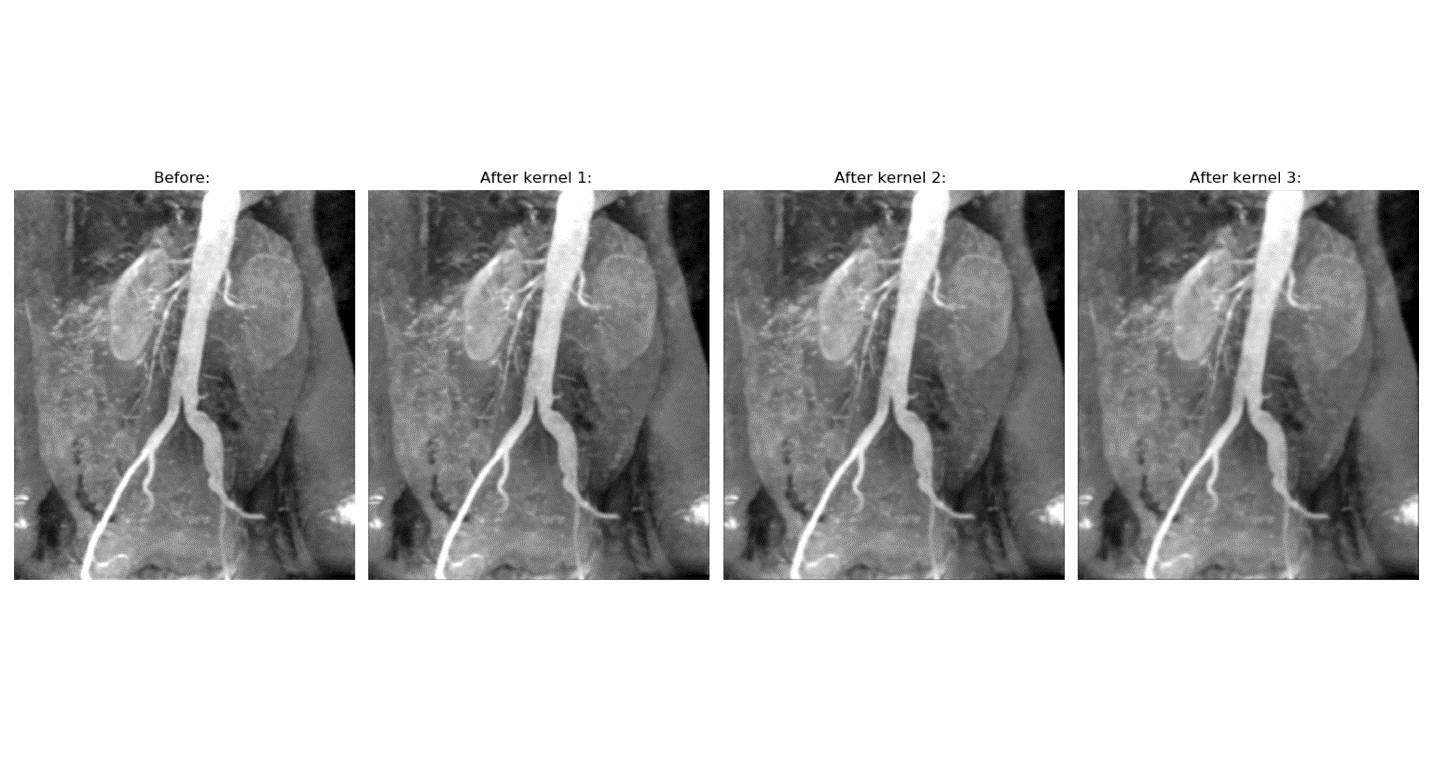 Before:
After kernel 1:
After kernel 2:
After kernel 3: